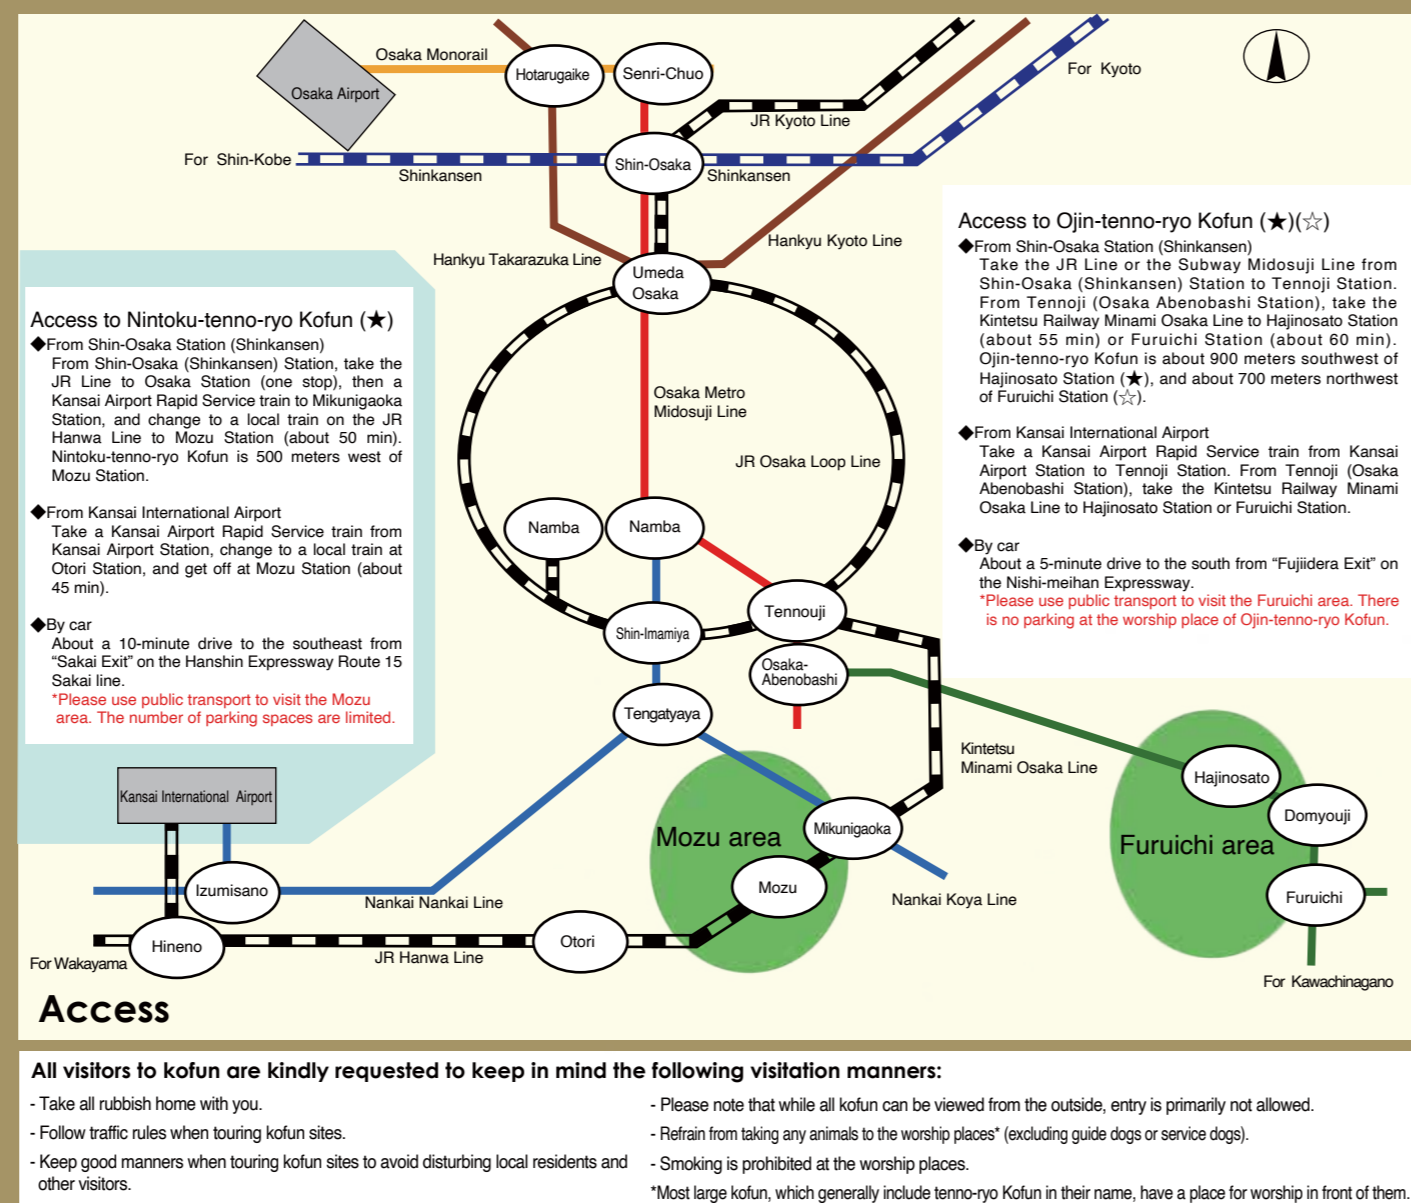 Osaka Monorail
Hotarugaike
Senri-Chuo
For Kyoto
Osaka Airport
JR Kyoto Line
For Shin-Kobe
Shin-Osaka
Shinkansen
Shinkansen
Hankyu Kyoto Line
Hankyu Takarazuka Line
Umeda
Osaka
Access to Nintoku-tenno-ryo Kofun (★)
◆From Shin-Osaka Station (Shinkansen)
From Shin-Osaka (Shinkansen) Station, take the
JR Line to Osaka Station (one stop), then a
Kansai Airport Rapid Service train to Mikunigaoka
Station, and change to a local train on the JR
Hanwa Line to Mozu Station (about 50 min).
Nintoku-tenno-ryo Kofun is 500 meters west of
Mozu Station.
◆From Kansai International Airport
Take a Kansai Airport Rapid Service train from
Kansai Airport Station, change to a local train at
Otori Station, and get off at Mozu Station (about
45 min).
◆By car
About a 10-minute drive to the southeast from
“Sakai Exit” on the Hanshin Expressway Route 15
Sakai line.
*Please use public transport to visit the Mozu
area. The number of parking spaces are limited.
Access to Ojin-tenno-ryo Kofun (★)(☆)
◆From Shin-Osaka Station (Shinkansen)
Take the JR Line or the Subway Midosuji Line from
Shin-Osaka (Shinkansen) Station to Tennoji Station.
From Tennoji (Osaka Abenobashi Station), take the
Kintetsu Railway Minami Osaka Line to Hajinosato Station
(about 55 min) or Furuichi Station (about 60 min).
Ojin-tenno-ryo Kofun is about 900 meters southwest of
Hajinosato Station (★), and about 700 meters northwest
of Furuichi Station (☆).
◆From Kansai International Airport
Take a Kansai Airport Rapid Service train from Kansai
Airport Station to Tennoji Station. From Tennoji (Osaka
Abenobashi Station), take the Kintetsu Railway Minami
Osaka Line to Hajinosato Station or Furuichi Station.
◆By car
About a 5-minute drive to the south from “Fujiidera Exit” on
the Nishi-meihan Expressway.
*Please use public transport to visit the Furuichi area. There
is no parking at the worship place of Ojin-tenno-ryo Kofun.
Osaka Metro
Midosuji Line
JR Osaka Loop Line
Namba
Namba
Tennouji
Shin-Imamiya
Osaka-
Abenobashi
Tengatyaya
Kintetsu
Minami Osaka Line
Hajinosato
Kansai International Airport
Domyouji
Mikunigaoka
Mozu area
Furuichi area
Mozu
Izumisano
Furuichi
Nankai Nankai Line
Nankai Koya Line
Otori
Hineno
JR Hanwa Line
For Wakayama
For Kawachinagano
Access
All visitors to kofun are kindly requested to keep in mind the following visitation manners:
- Take all rubbish home with you.
- Follow traffic rules when touring kofun sites.
- Keep good manners when touring kofun sites to avoid disturbing local residents and
other visitors.
- Please note that while all kofun can be viewed from the outside, entry is primarily not allowed.
- Refrain from taking any animals to the worship places* (excluding guide dogs or service dogs).
- Smoking is prohibited at the worship places.
*Most large kofun, which generally include tenno-ryo Kofun in their name, have a place for worship in front of them